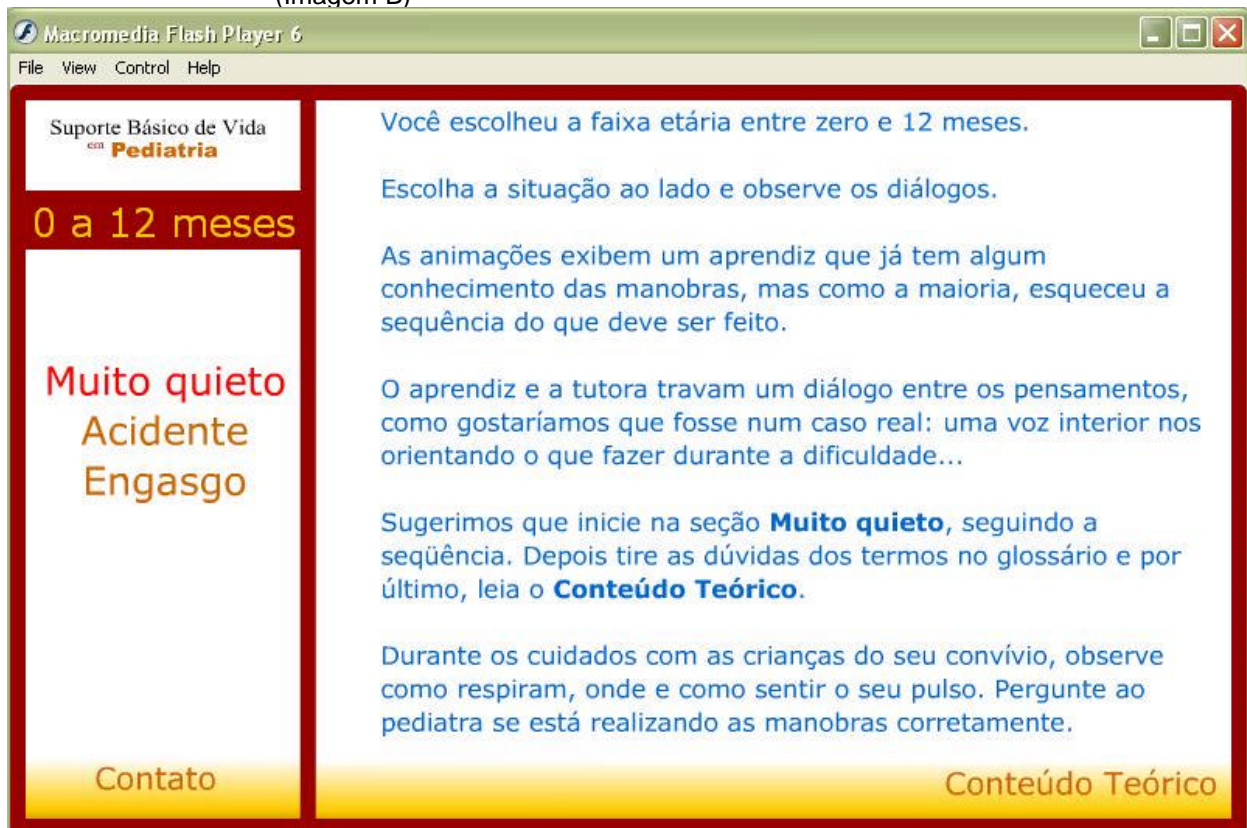 (Imagem B)
Macromedia Flash Player 6
File View Control Help
Suporte Básico de Vida
em Pediatria
0 a 12 meses
Muito quieto
Acidente
Engasgo
Contato
Você escolheu a faixa etária entre zero e 12 meses.
Escolha a situação ao lado e observe os diálogos.
As animações exibem um aprendiz que já tem algum
conhecimento das manobras, mas como a maioria, esqueceu a
sequência do que deve ser feito.
O aprendiz e a tutora travam um diálogo entre os pensamentos,
como gostaríamos que fosse num caso real: uma voz interior nos
orientando o que fazer durante a dificuldade...
Sugerimos que inicie na seção Muito quieto, seguindo a
seqüência. Depois tire as dúvidas dos termos no glossário e por
último, leia o Conteúdo Teórico.
Durante os cuidados com as crianças do seu convívio, observe
como respiram, onde e como sentir o seu pulso. Pergunte ao
pediatra se está realizando as manobras corretamente.
Conteúdo Teórico